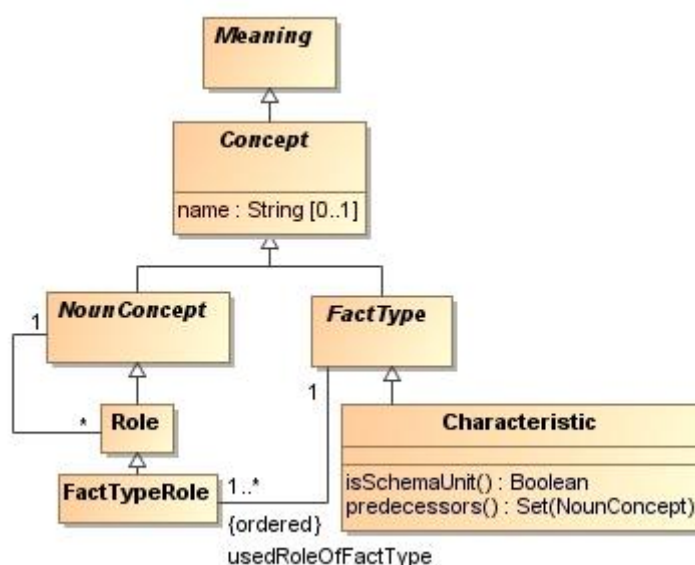 Meaning
Concept
name : String [0..1]
NounConcept
FactType
1
1
*
Role
Characteristic
FactTypeRole
1..*
isSchemaUnit() : Boolean
predecessors() : Set(NounConcept)
{ordered}
usedRoleOfFactType